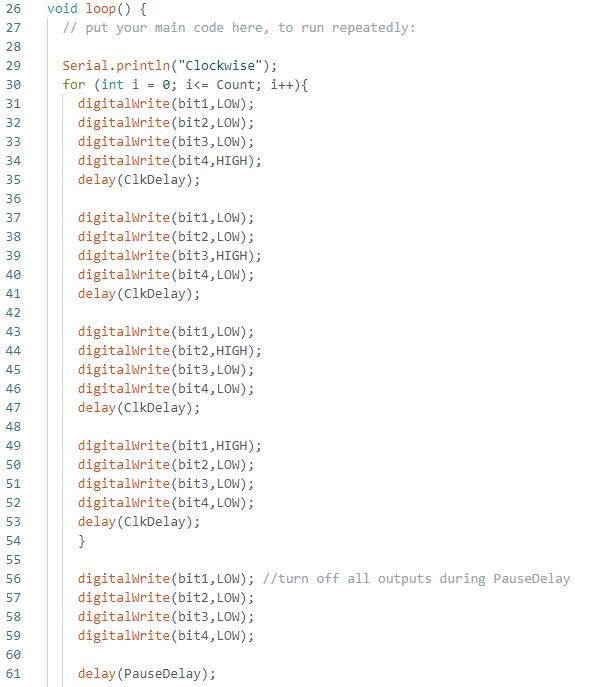 26 void loop() {
27 // put your main code here, to run repeatedly:
28
29 Serial.println("Clockwise");
30 for (int i = 0; i<= Count; i++){
31 digitalWrite(bit1,LOW);
32 digitalWrite(bit2,LOW);
33 digitalWrite(bit3,LOW);
34 digitalWrite(bit4,HIGH);
35 delay(ClkDelay);
36
37 digitalWrite(bit1,LOW);
38 digitalWrite(bit2,LOW);
39 digitalWrite(bit3,HIGH);
40 digitalWrite(bit4,LOW);
41 delay(ClkDelay);
42
43 digitalWrite(bit1,LOW);
44 digitalWrite(bit2,HIGH);
45 digitalWrite(bit3,LOW);
46 digitalWrite(bit4,LOW);
47 delay(ClkDelay);
48
49 digitalWrite(bit1,HIGH);
50 digitalWrite(bit2,LOW);
51 digitalWrite(bit3,LOW);
52 digitalWrite(bit4,LOW);
53 delay(ClkDelay);
54 }
55
56 digitalWrite(bit1,LOW); //turn off all outputs during PauseDelay
57 digitalWrite(bit2,LOW);
58 digitalWrite(bit3,LOW);
59 digitalWrite(bit4,LOW);
60
61 delay(PauseDelay);